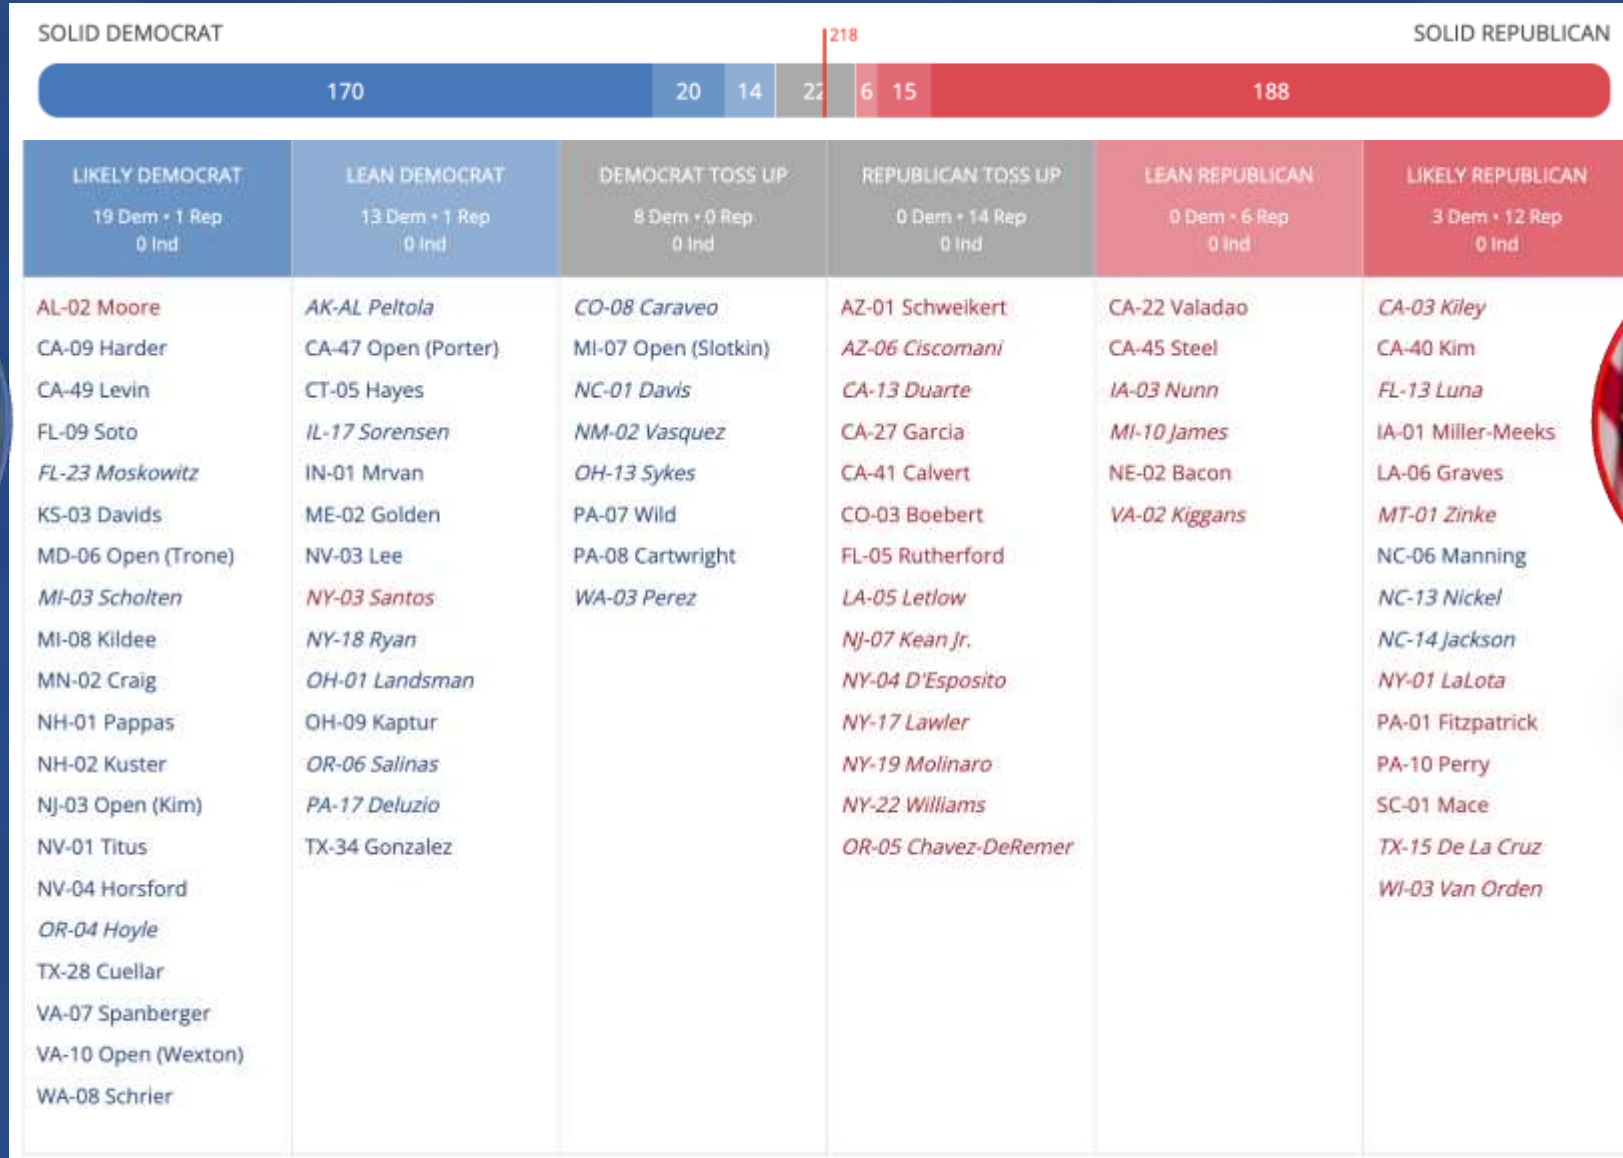 SOLID DEMOCRAT
218
SOLID REPUBLICAN
170 20 14 22 6 15 188
LIKELY DEMOCRAT
19 Dem • 1 Rep
0 Ind
AL-02 Moore
CA-09 Harder
CA-49 Levin
FL-09 Soto
FL-23 Moskowitz
KS-03 Davids
MD-06 Open (Trone)
MI-03 Scholten
MI-08 Kildee
MN-02 Craig
NH-01 Pappas
NH-02 Kuster
NJ-03 Open (Kim)
NV-01 Titus
NV-04 Horsford
OR-04 Hoyle
TX-28 Cuellar
VA-07 Spanberger
VA-10 Open (Wexton)
WA-08 Schrier
LEAN DEMOCRAT
13 Dem • 1 Rep
0 Ind
AK-AL Peltola
CA-47 Open (Porter)
CT-05 Hayes
IL-17 Sorensen
IN-01 Mrvan
ME-02 Golden
NV-03 Lee
NY-03 Santos
NY-18 Ryan
OH-01 Landsman
OH-09 Kaptur
OR-06 Salinas
PA-17 Deluzio
TX-34 Gonzalez
DEMOCRAT TOSS UP
8 Dem • 0 Rep
0 Ind
CO-08 Caraveo
MI-07 Open (Slotkin)
NC-01 Davis
NM-02 Vasquez
OH-13 Sykes
PA-07 Wild
PA-08 Cartwright
WA-03 Perez
REPUBLICAN TOSS UP
0 Dem • 14 Rep
0 Ind
AZ-01 Schweikert
AZ-06 Ciscomani
CA-13 Duarte
CA-27 Garcia
CA-41 Calvert
CO-03 Boebert
FL-05 Rutherford
LA-05 Letlow
NJ-07 Kean Jr.
NY-04 D'Esposito
NY-17 Lawler
NY-19 Molinaro
NY-22 Williams
OR-05 Chavez-DeRemer
LEAN REPUBLICAN
0 Dem • 6 Rep
0 Ind
CA-22 Valadao
CA-45 Steel
IA-03 Nunn
MI-10 James
NE-02 Bacon
VA-02 Kiggans
LIKELY REPUBLICAN
3 Dem • 12 Rep
0 Ind
CA-03 Kiley
CA-40 Kim
FL-13 Luna
IA-01 Miller-Meeks
LA-06 Graves
MT-01 Zinke
NC-06 Manning
NC-13 Nickel
NC-14 Jackson
NY-01 LaLota
PA-01 Fitzpatrick
PA-10 Perry
SC-01 Mace
TX-15 De La Cruz
WI-03 Van Orden